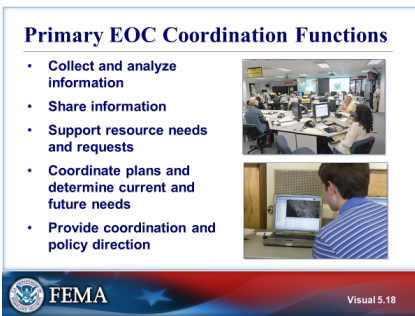 Primary EOC Coordination Functions
• Collect and analyze
information
• Share information
• Support resource needs
and requests
• Coordinate plans and
determine current and
future needs
• Provide coordination and
policy direction
FEMA
Visual 5.18